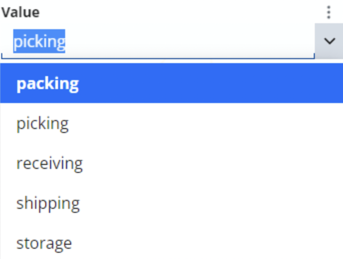 Value
picking
packing
picking
receiving
shipping
storage